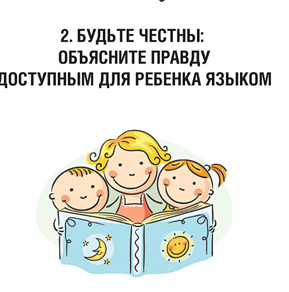 2. БУДЬТЕ ЧЕСТНЫ:
ОБЪЯСНИТЕ ПРАВДУ
ДОСТУПНЫМ ДЛЯ РЕБЕНКА ЯЗЫКОМ